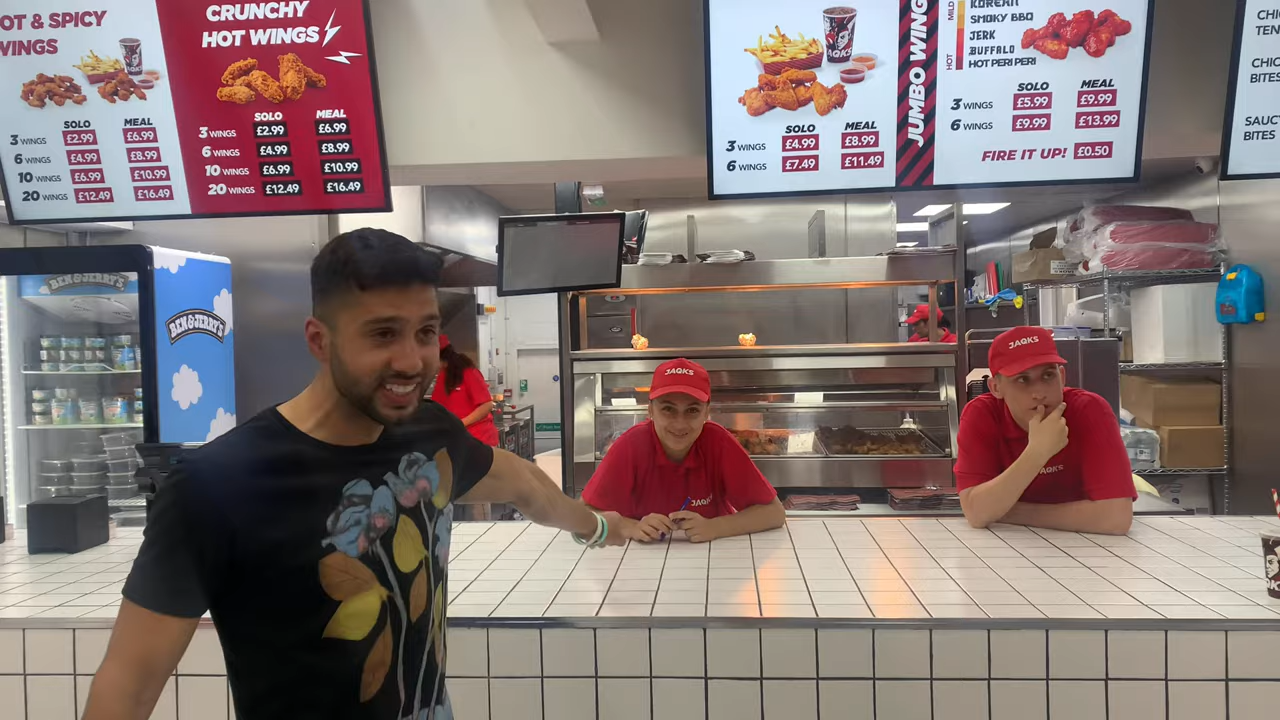 OT & SPICY
WINGS
SOLO MEAL
3 WINGS £2.99 £6.99
6 WINGS £4.99 £8.99
10 WINGS £6.99 £10.99
20 WINGS £12.49 £16.49
CRUNCHY
HOT WINGS
SOLO MEAL
3 WINGS £2.99 £6.99
6 WINGS £4.99 £8.99
10 WINGS £6.99 £10.99
20 WINGS £12.49 £16.49
JAQKS
SOLO MEAL
3 WINGS £4.99 £8.99
6 WINGS £7.49 £11.49
JUMBO WING
MILD
HOT
KOREAN
SMOKY BBQ
JERK
BUFFALO
HOT PERI PERI
SOLO MEAL
3 WINGS £5.99 £9.99
6 WINGS £9.99 £13.99
FIRE IT UP! £0.50
CHIC
TEN
CHIC
BITES
SAUC
BITES
BEN & JERRY'S
BEN & JERRY'S
JAQKS
JAQKS
JAQKS
JAQKS